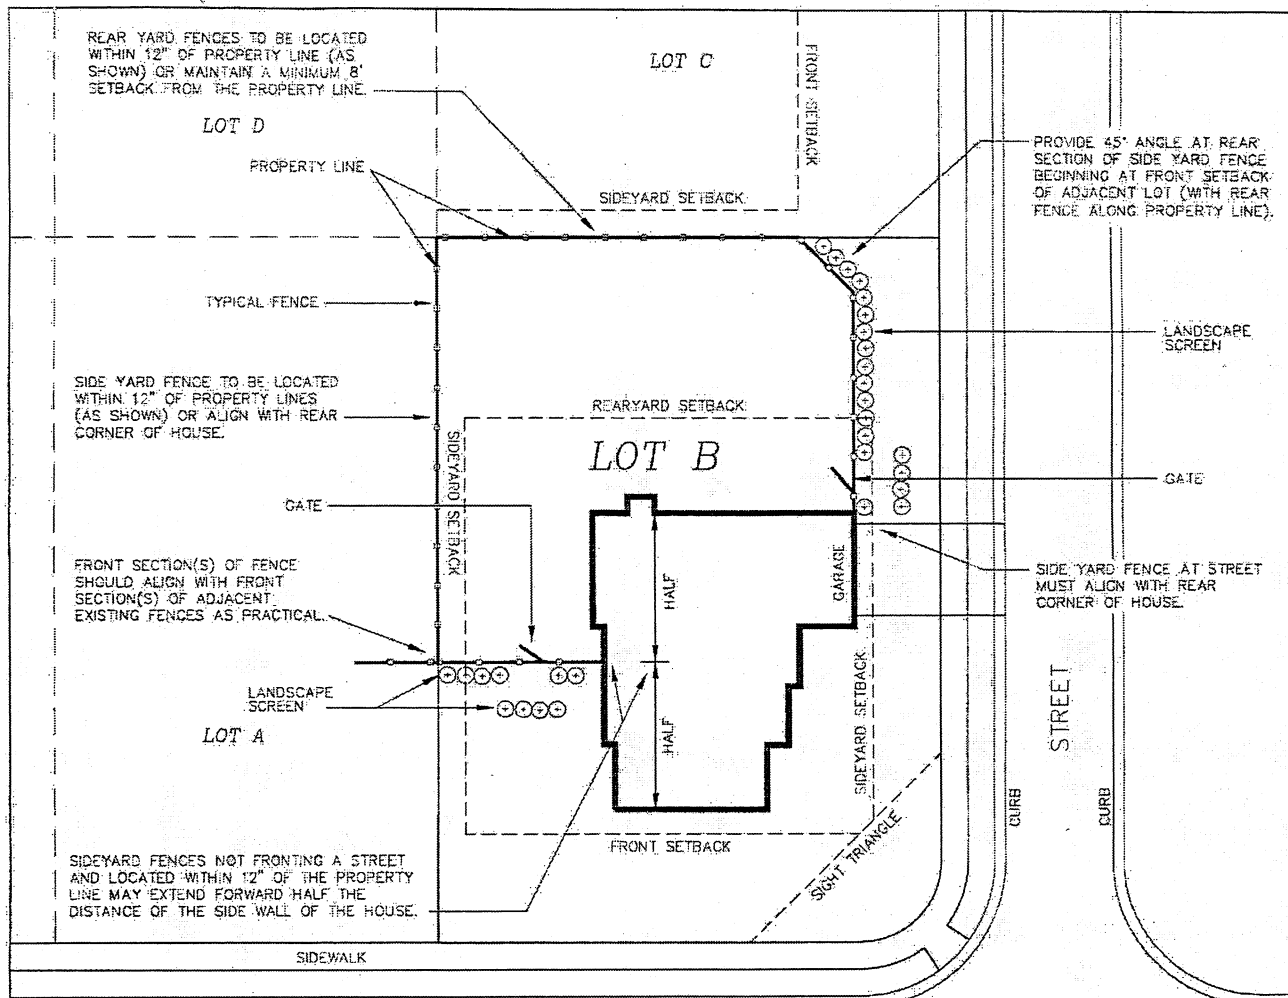 REAR YARD FENCES TO BE LOCATED
WITHIN 12" OF PROPERTY LINE (AS
SHOWN) OR MAINTAIN A MINIMUM 8'
SETBACK FROM THE PROPERTY LINE.
LOT C
FRONT SETBACK
LOT D
PROPERTY LINE
PROVIDE 45° ANGLE AT REAR
SECTION OF SIDE YARD FENCE
BEGINNING AT FRONT SETBACK
OF ADJACENT LOT (WITH REAR
FENCE ALONG PROPERTY LINE).
SIDEYARD SETBACK
TYPICAL FENCE
LANDSCAPE
SCREEN
SIDE YARD FENCE TO BE LOCATED
WITHIN 12" OF PROPERTY LINES
(AS SHOWN) OR ALIGN WITH REAR
CORNER OF HOUSE.
REARYARD SETBACK
LOT B
SIDEYARD SETBACK
GATE
GATE
FRONT SECTION(S) OF FENCE
SHOULD ALIGN WITH FRONT
SECTION(S) OF ADJACENT
EXISTING FENCES AS PRACTICAL.
HALF
GARAGE
SIDE YARD FENCE AT STREET
MUST ALIGN WITH REAR
CORNER OF HOUSE.
LANDSCAPE
SCREEN
LOT A
HALF
SIDEYARD SETBACK
STREET
CURB
CURB
FRONT SETBACK
SIGHT TRIANGLE
SIDEYARD FENCES NOT FRONTING A STREET
AND LOCATED WITHIN 12" OF THE PROPERTY
LINE MAY EXTEND FORWARD HALF THE
DISTANCE OF THE SIDE WALL OF THE HOUSE.
SIDEWALK